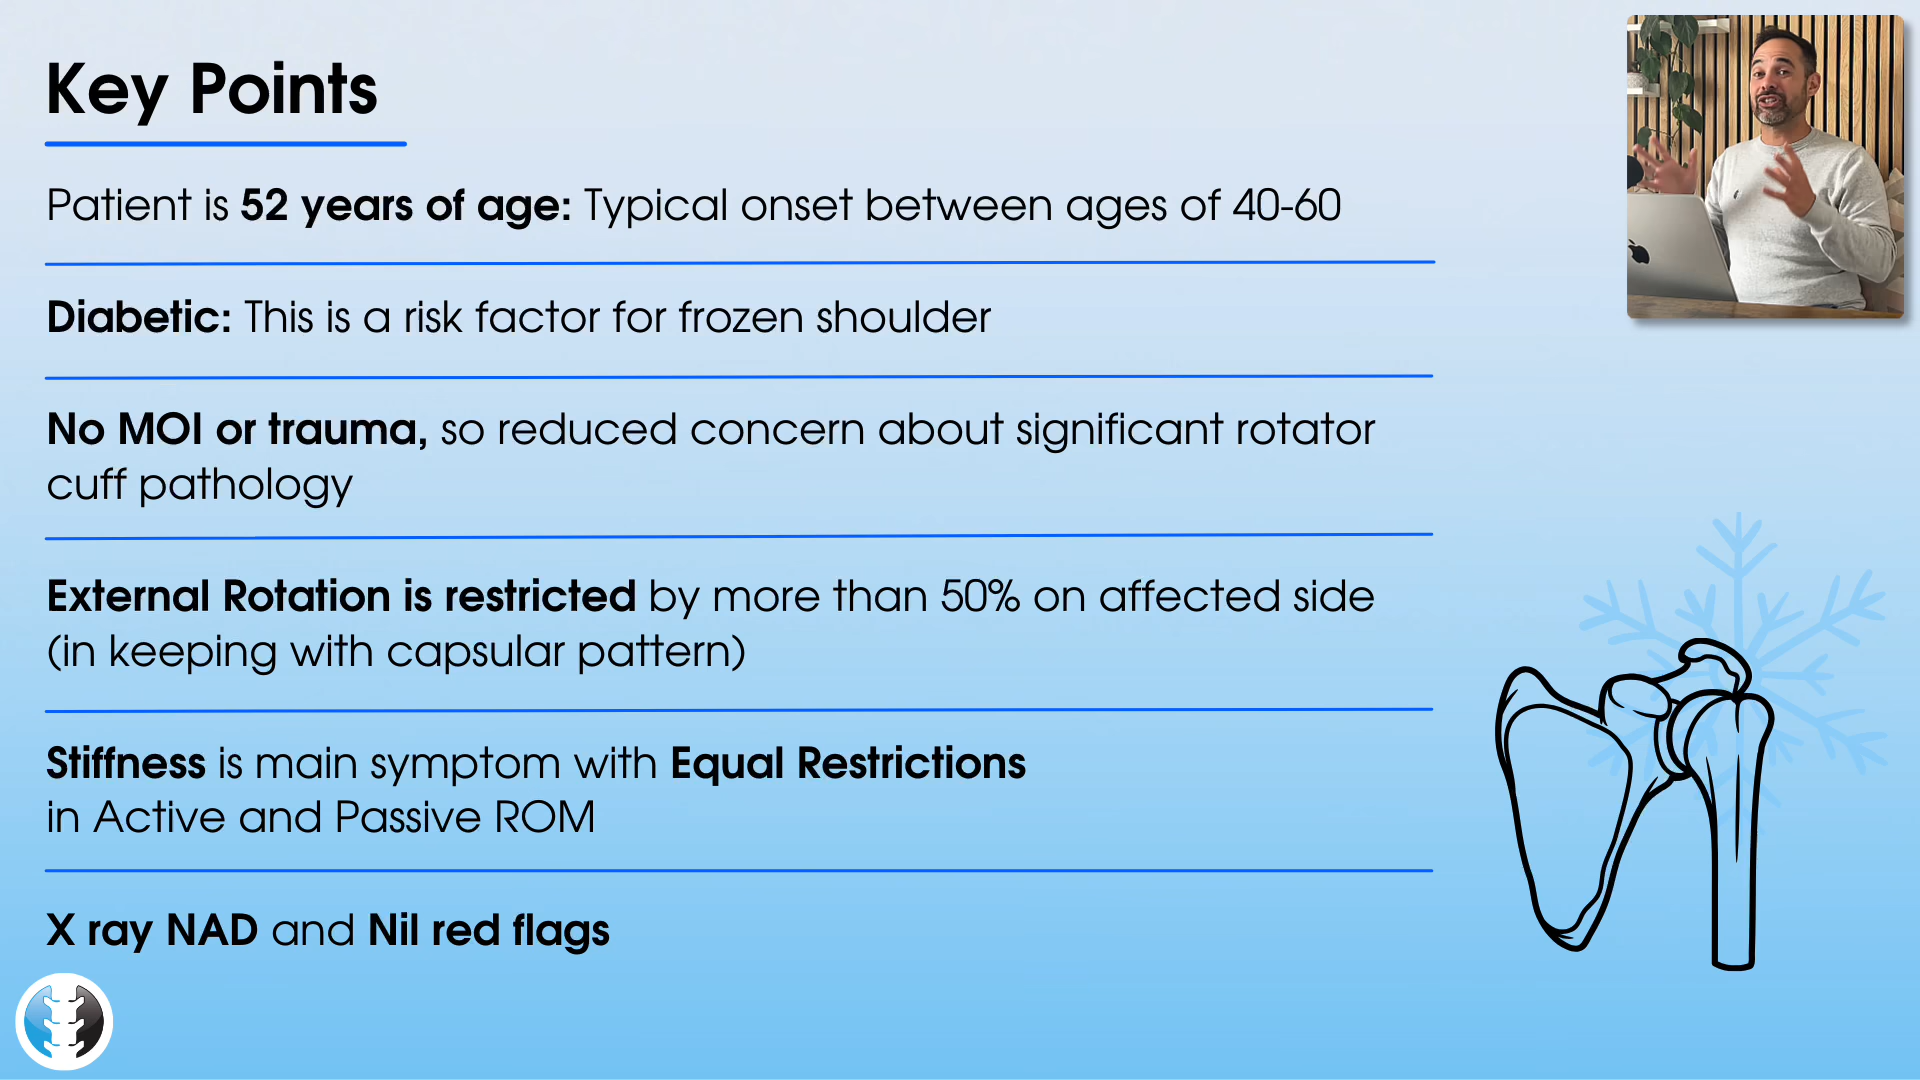 Key Points
Patient is 52 years of age: Typical onset between ages of 40-60
Diabetic: This is a risk factor for frozen shoulder
No MOI or trauma, so reduced concern about significant rotator
cuff pathology
External Rotation is restricted by more than 50% on affected side
(in keeping with capsular pattern)
Stiffness is main symptom with Equal Restrictions
in Active and Passive ROM
X ray NAD and Nil red flags